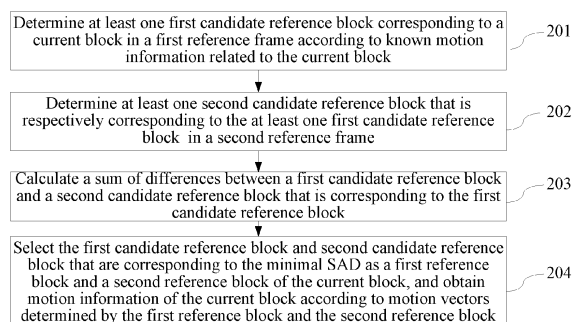 Determine at least one first candidate reference block corresponding to a
current block in a first reference frame according to known motion
information related to the current block
201
Determine at least one second candidate reference block that is
respectively corresponding to the at least one first candidate reference
block in a second reference frame
202
Calculate a sum of differences between a first candidate reference block
and a second candidate reference block that is corresponding to the first
candidate reference block
203
Select the first candidate reference block and second candidate reference
block that are corresponding to the minimal SAD as a first reference
block and a second reference block of the current block, and obtain
motion information of the current block according to motion vectors
determined by the first reference block and the second reference block
204